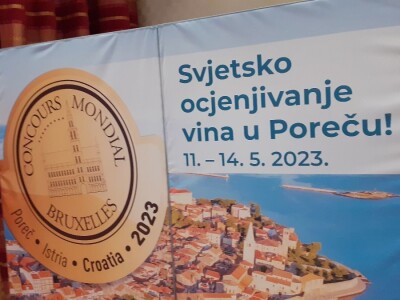 Svjetsko
ocjenjivanje
vina u Poreču!
11. – 14. 5. 2023.
CONCOURS MONDIAL
BRUXELLES
Poreč • Istria • Croatia • 2023